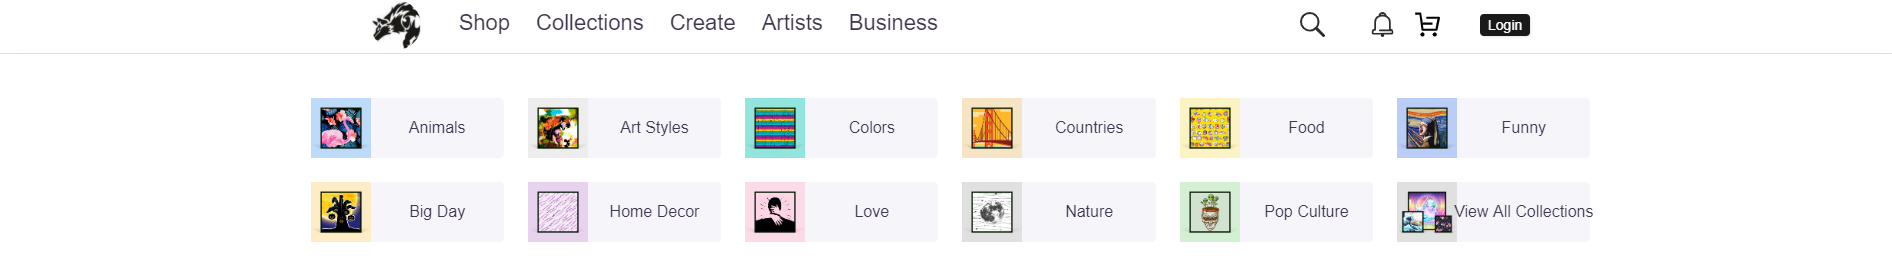 Shop Collections Create Artists Business Login
Animals Art Styles Colors Countries Food Funny
Big Day Home Decor Love Nature Pop Culture View All Collections